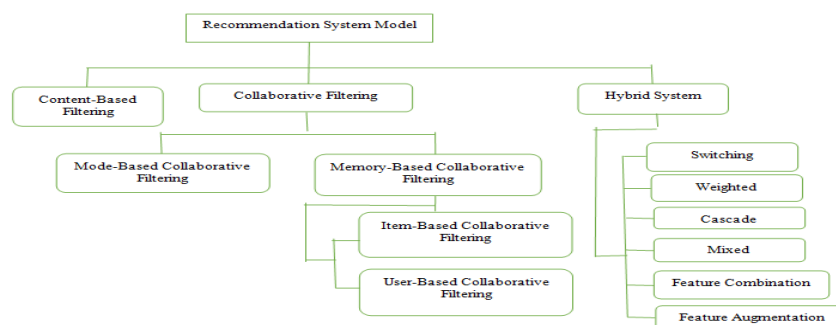 Recommendation System Model
Content-Based
Filtering
Collaborative Filtering
Hybrid System
Mode-Based Collaborative
Filtering
Memory-Based Collaborative
Filtering
Item-Based Collaborative
Filtering
User-Based Collaborative
Filtering
Switching
Weighted
Cascade
Mixed
Feature Combination
Feature Augmentation